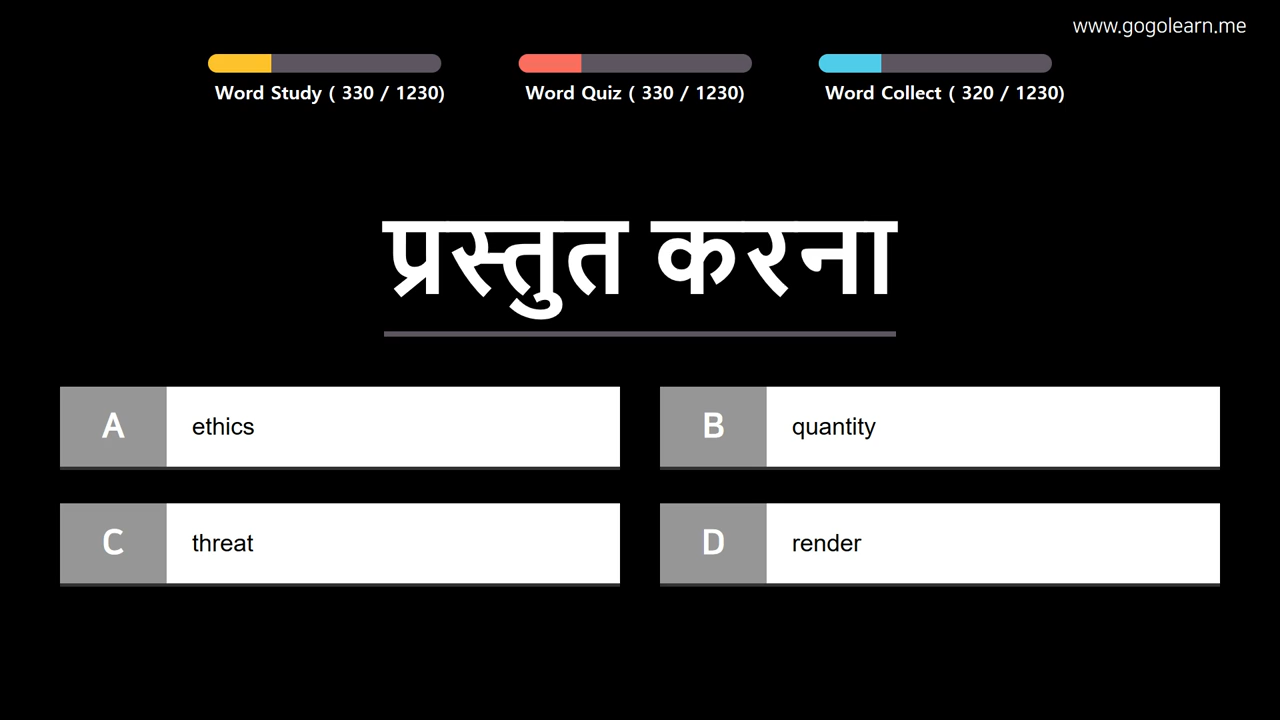 www.gogolearn.me
Word Study ( 330 / 1230)
Word Quiz ( 330 / 1230)
Word Collect ( 320 / 1230)
प्रस्तुत करना
A ethics
B quantity
C threat
D render